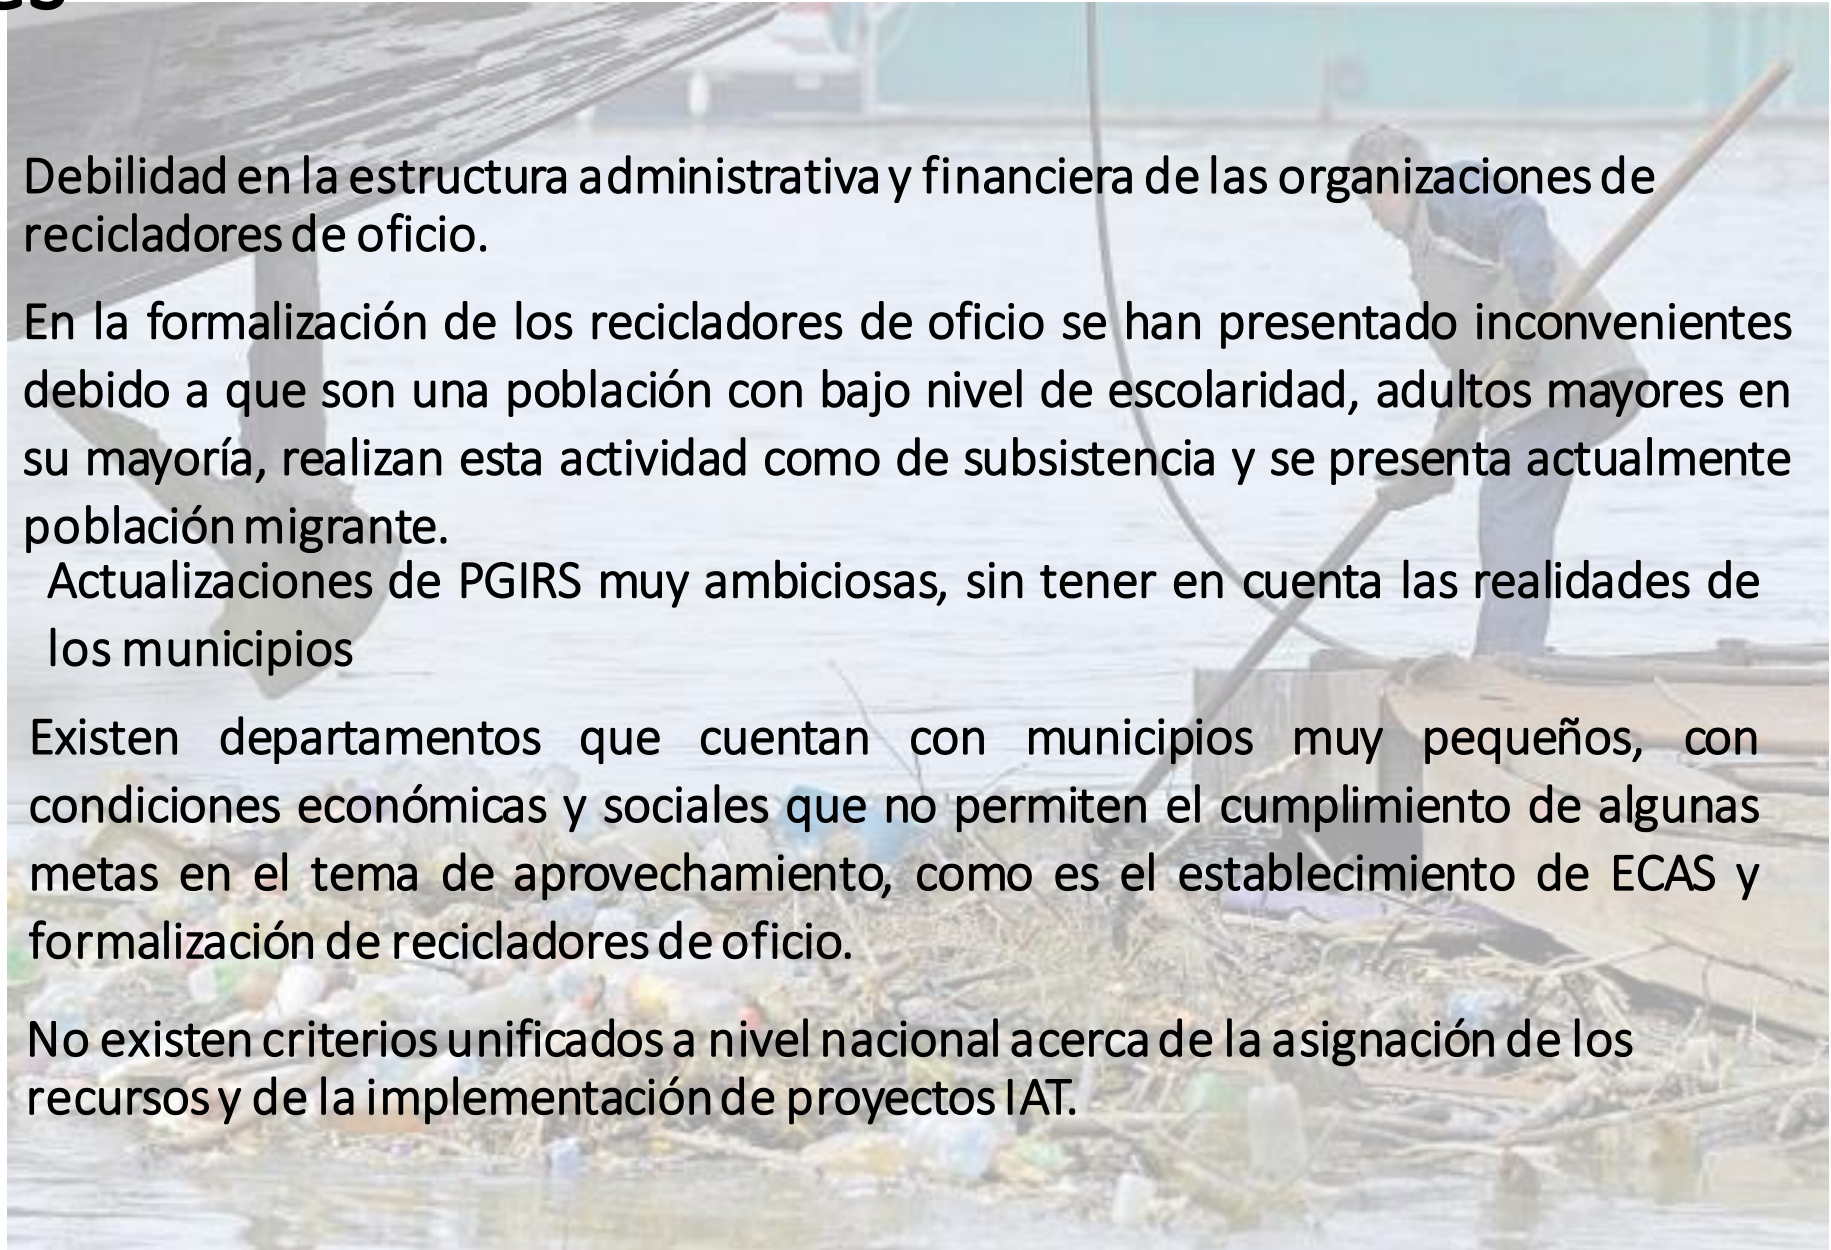 Debilidad en la estructura administrativa y financiera de las organizaciones de
recicladores de oficio.
En la formalización de los recicladores de oficio se han presentado inconvenientes
debido a que son una población con bajo nivel de escolaridad, adultos mayores en
su mayoría, realizan esta actividad como de subsistencia y se presenta actualmente
población migrante.
Actualizaciones de PGIRS muy ambiciosas, sin tener en cuenta las realidades de
los municipios
Existen departamentos que cuentan con municipios muy pequeños, con
condiciones económicas y sociales que no permiten el cumplimiento de algunas
metas en el tema de aprovechamiento, como es el establecimiento de ECAS y
formalización de recicladores de oficio.
No existen criterios unificados a nivel nacional acerca de la asignación de los
recursos y de la implementación de proyectos IAT.